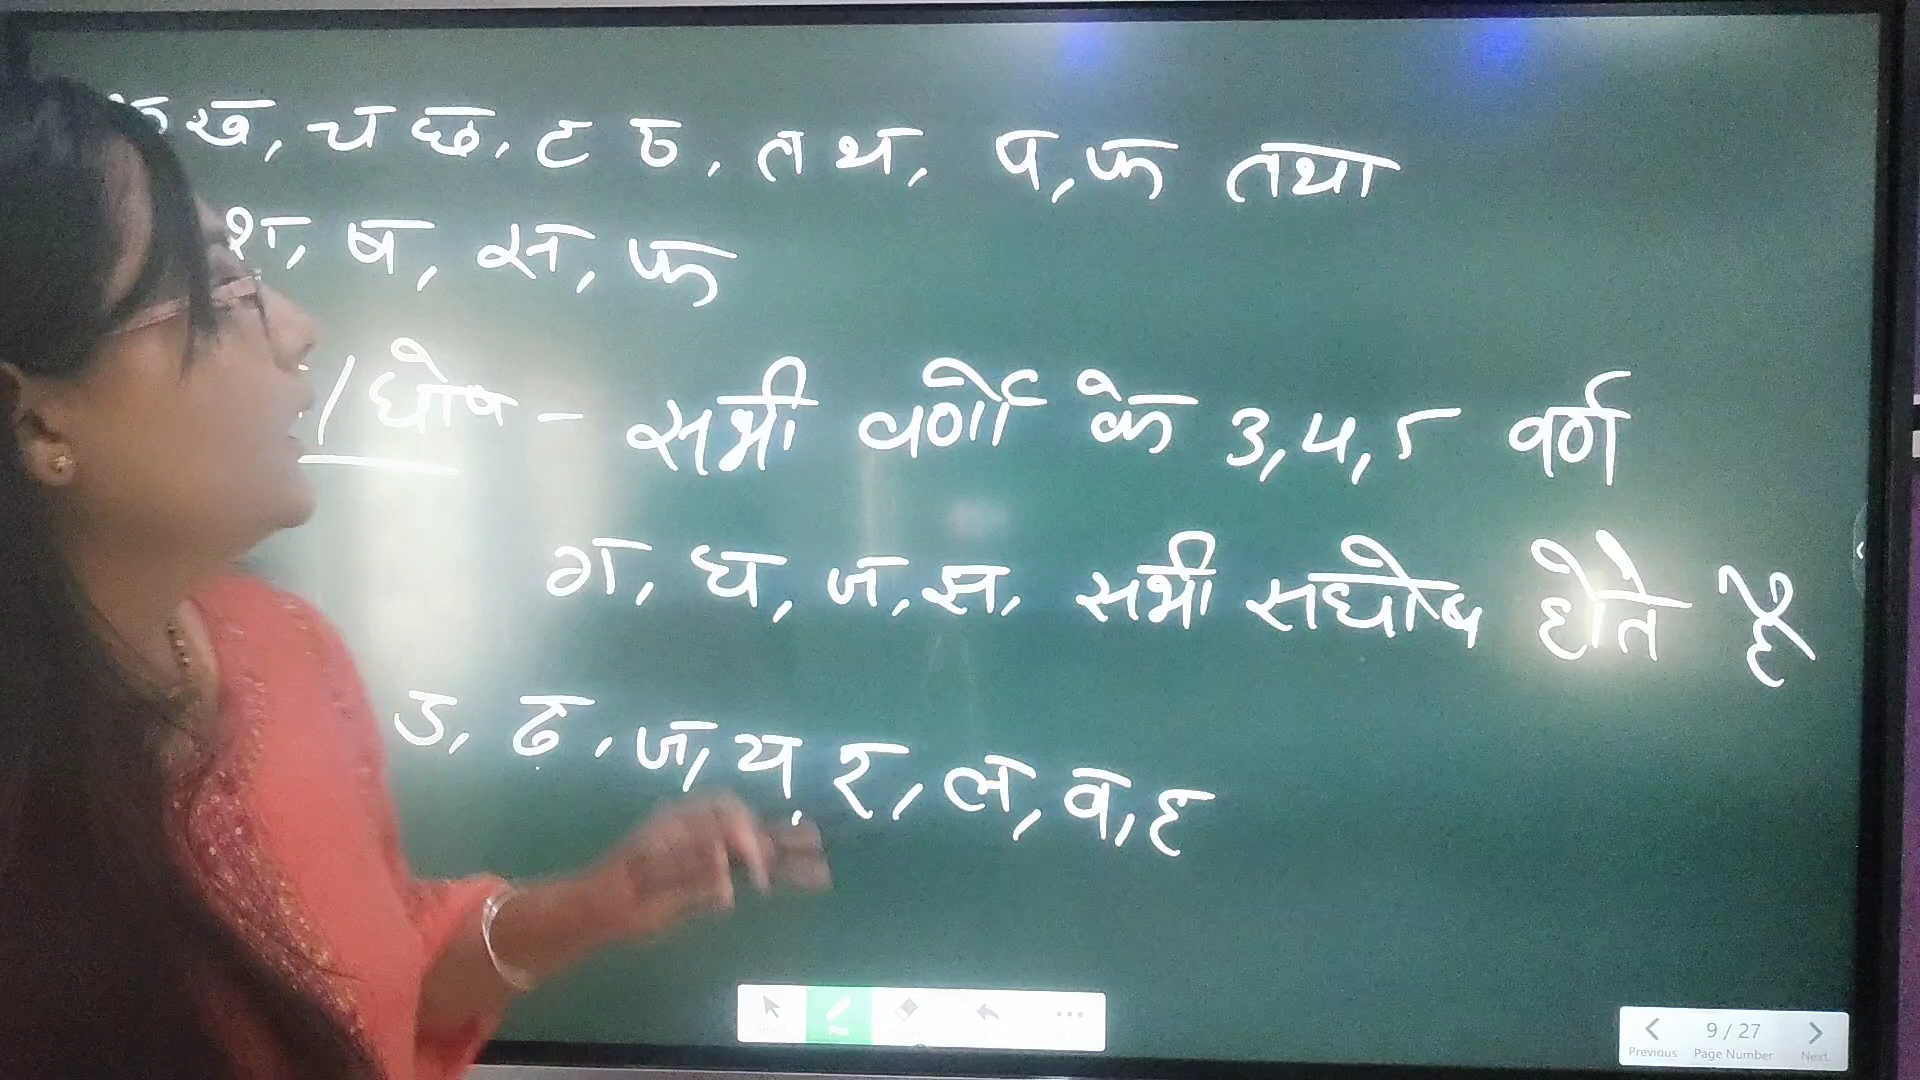 क ख, च छ, ट ठ, त थ, प, फ तथा
श, ष, स, फ
/घोष - सभी वर्गों के 3,4,5 वर्ण
ग, घ, ज, झ, सभी सघोष होते है
ड, ढ, ज, य, र, ल, व, ह
Previous 9 / 27 Page Number Next